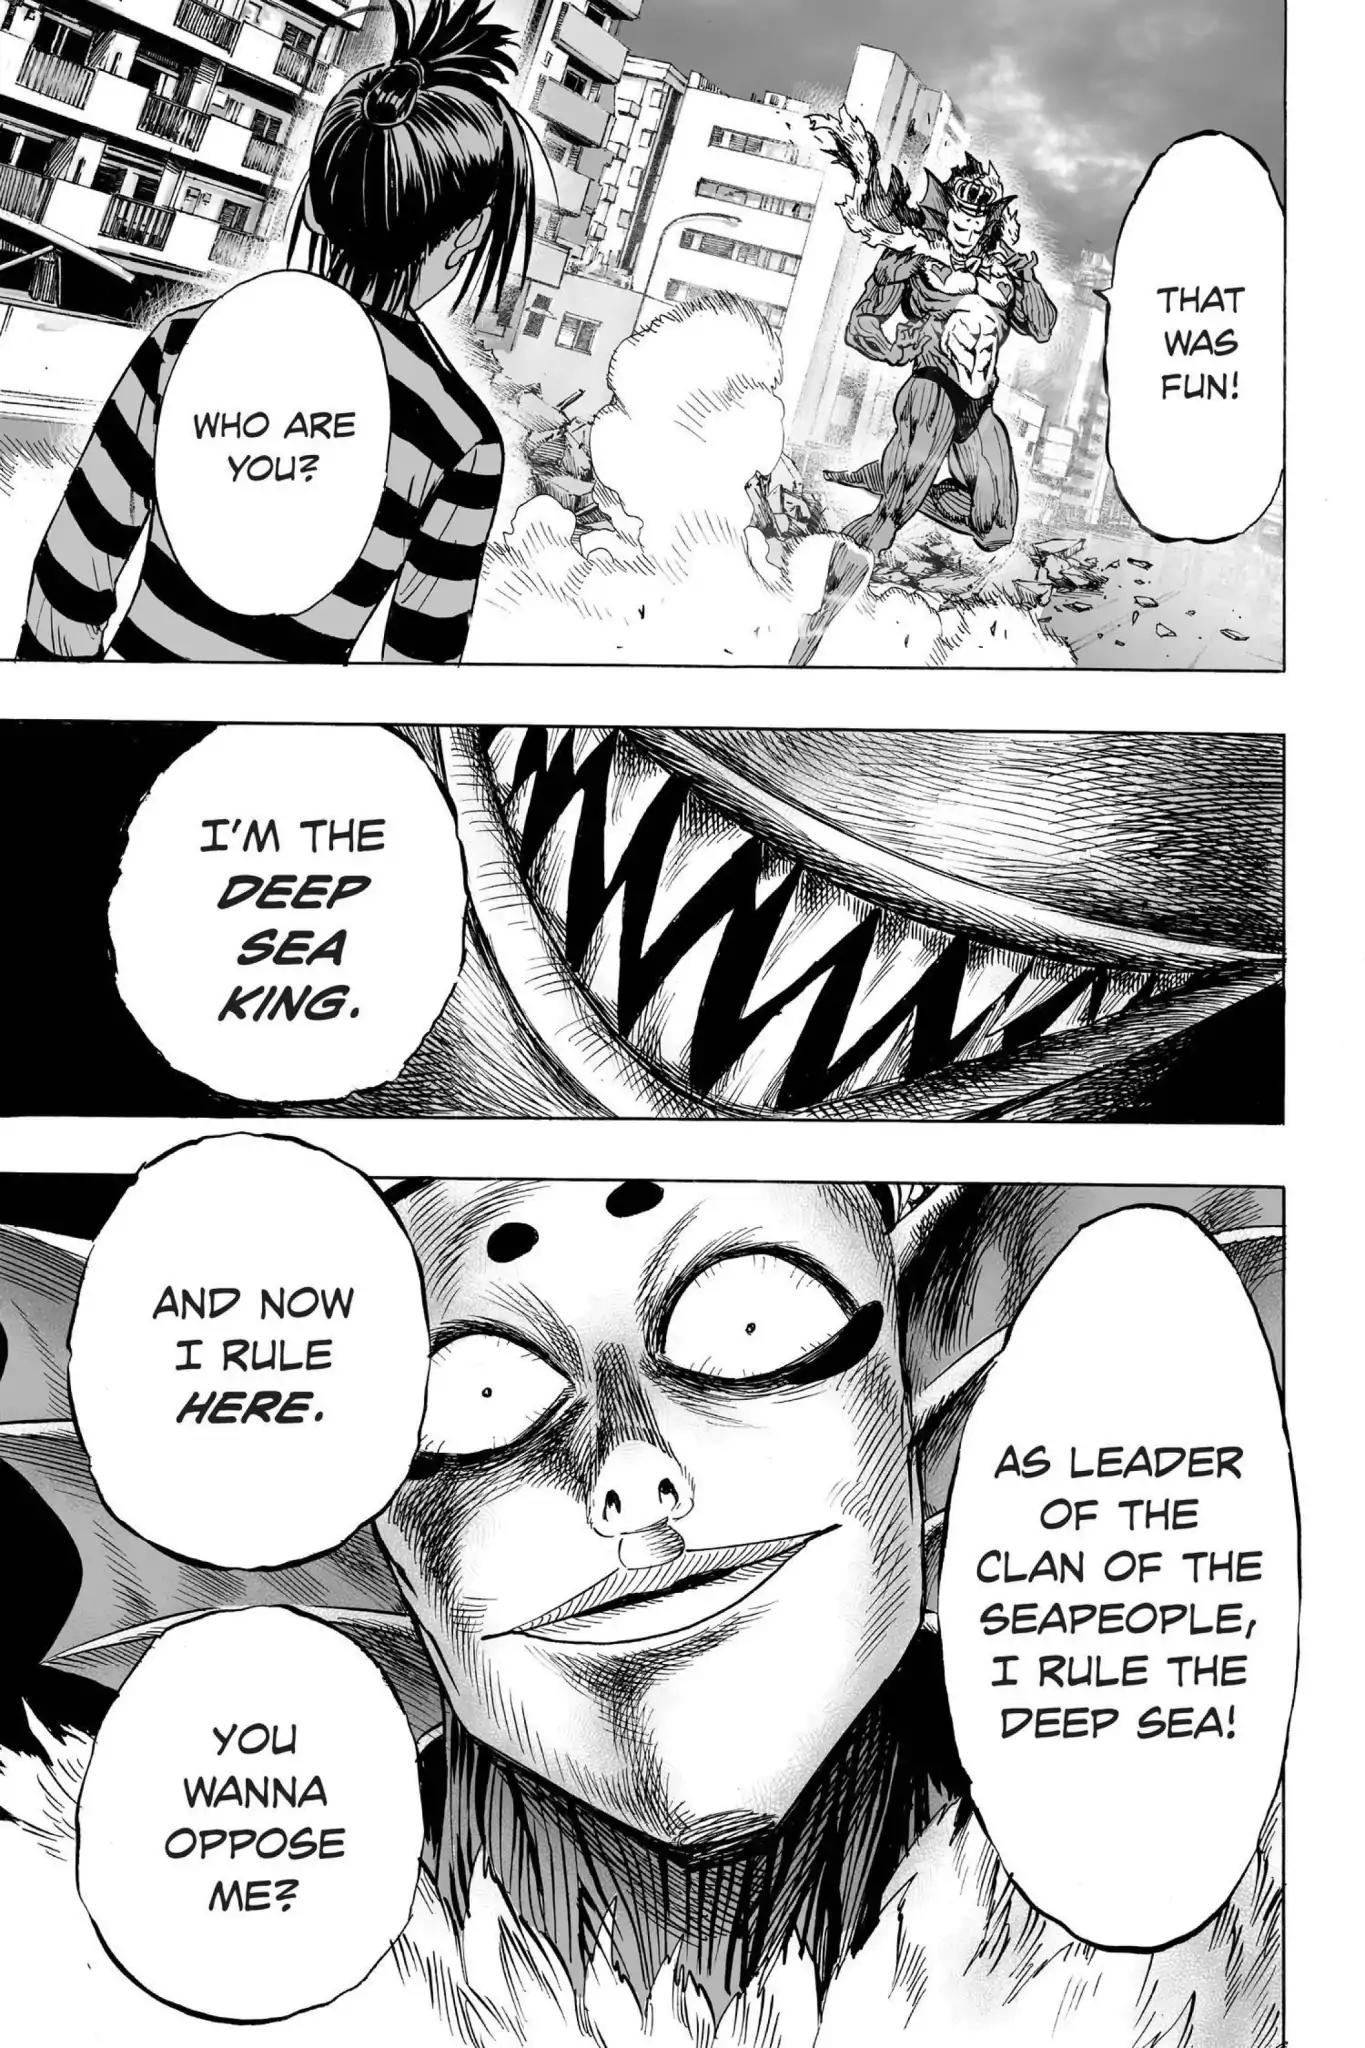 THAT
WAS
FUN!
WHO ARE
YOU?
I'M THE
DEEP
SEA
KING.
AS LEADER
OF THE
CLAN OF THE
SEAPEOPLE,
I RULE THE
DEEP SEA!
AND NOW
I RULE
HERE.
YOU
WANNA
OPPOSE
ME?